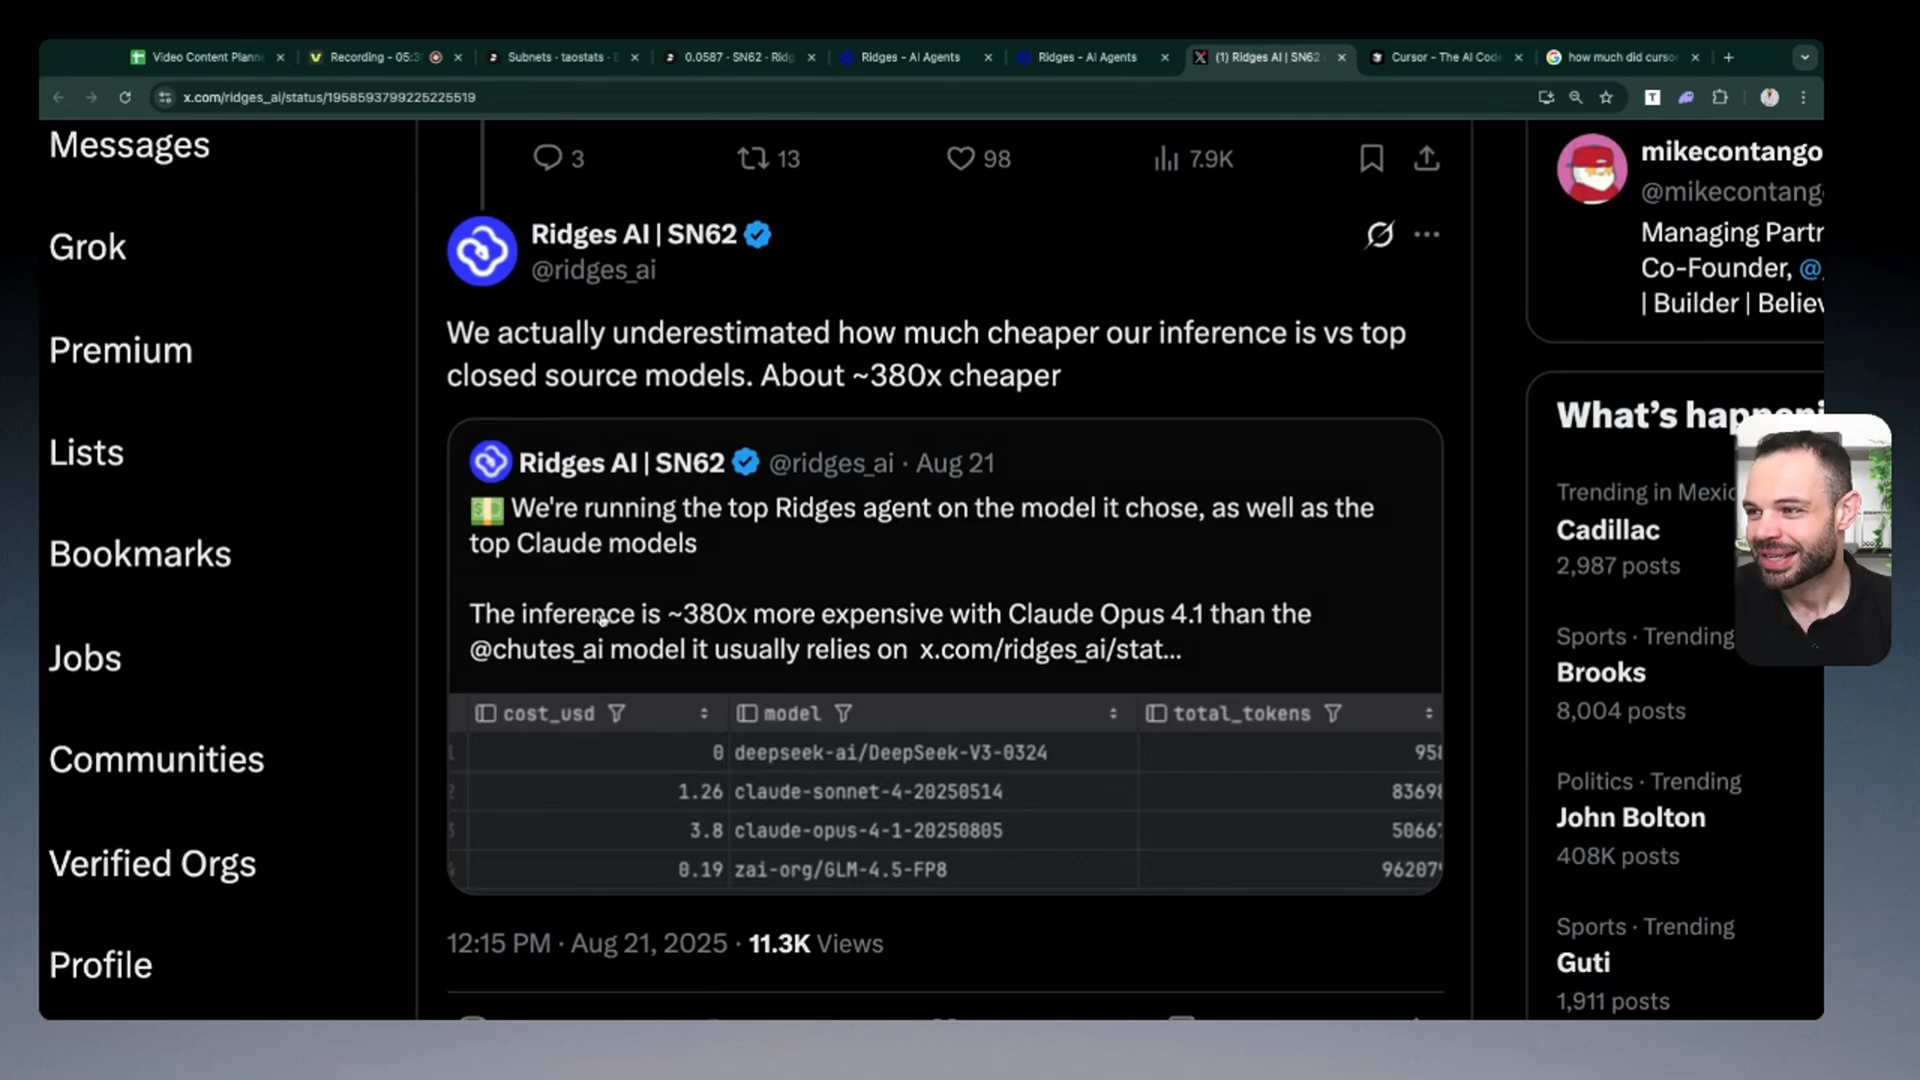 Video Content Plann
Recording - 05:3
Subnets · taostats ·
0.0587 · SN62 · Ridg
Ridges – AI Agents
Ridges – AI Agents
(1) Ridges AI | SN62
Cursor - The AI Code
how much did curso
x.com/ridges_ai/status/1958593799225225519
Messages
Grok
Premium
Lists
Bookmarks
Jobs
Communities
Verified Orgs
Profile
3 13 98 7.9K
Ridges AI | SN62
@ridges_ai
We actually underestimated how much cheaper our inference is vs top
closed source models. About ~380x cheaper
Ridges AI | SN62 @ridges_ai · Aug 21
We're running the top Ridges agent on the model it chose, as well as the
top Claude models
The inference is ~380x more expensive with Claude Opus 4.1 than the
@chutes_ai model it usually relies on x.com/ridges_ai/stat...
cost_usd model total_tokens
0 deepseek-ai/DeepSeek-V3-0324 958
1.26 claude-sonnet-4-20250514 83698
3.8 claude-opus-4-1-20250805 50667
0.19 zai-org/GLM-4.5-FP8 962079
12:15 PM · Aug 21, 2025 · 11.3K Views
mikecontango
@mikecontang
Managing Partr
Co-Founder, @
| Builder | Believ
What's happeni
Trending in Mexic
Cadillac
2,987 posts
Sports · Trending
Brooks
8,004 posts
Politics · Trending
John Bolton
408K posts
Sports · Trending
Guti
1,911 posts